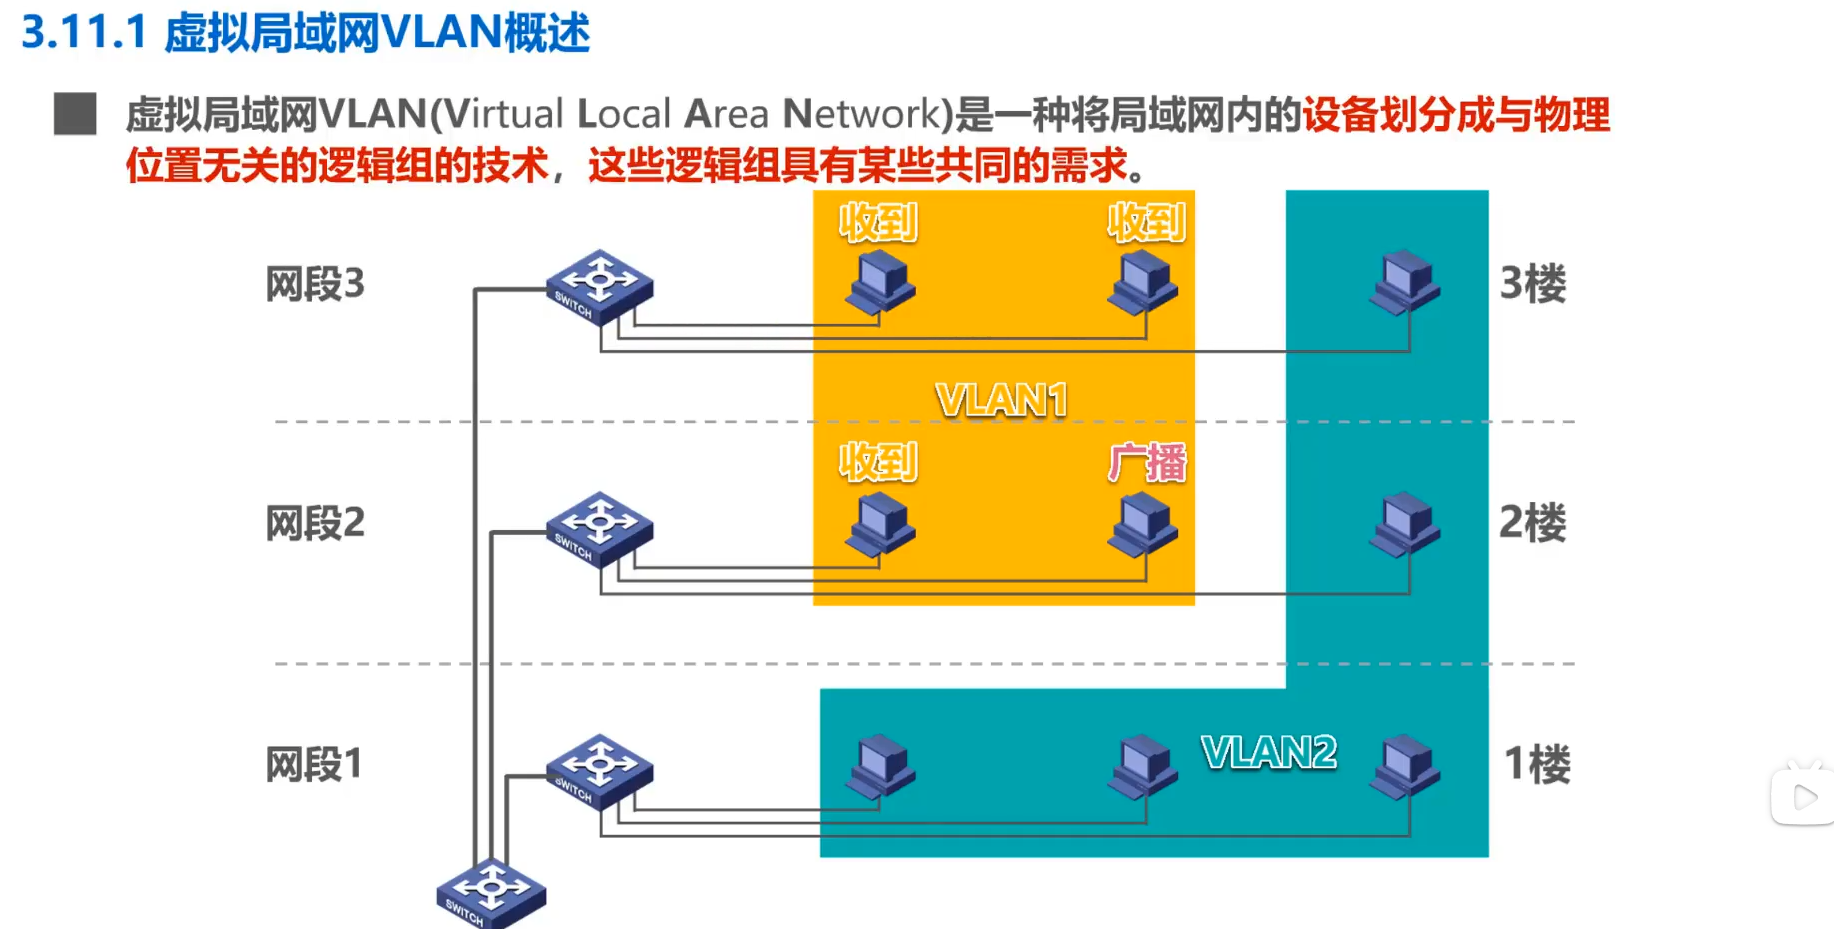 3.11.1 虚拟局域网VLAN概述
虚拟局域网VLAN(Virtual Local Area Network)是一种将局域网内的设备划分成与物理
位置无关的逻辑组的技术，这些逻辑组具有某些共同的需求。
收到 收到
网段3 SWITCH 3楼
VLAN1
收到 广播
网段2 SWITCH 2楼
VLAN2
网段1 SWITCH 1楼
SWITCH